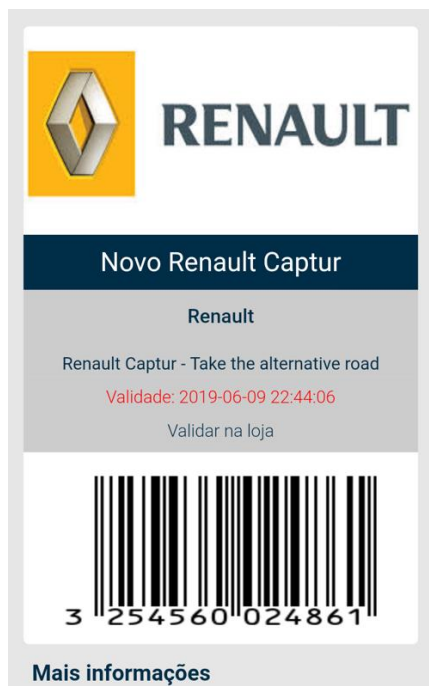 RENAULT
Novo Renault Captur
Renault
Renault Captur - Take the alternative road
Validade: 2019-06-09 22:44:06
Validar na loja
3 254560 024861
Mais informações